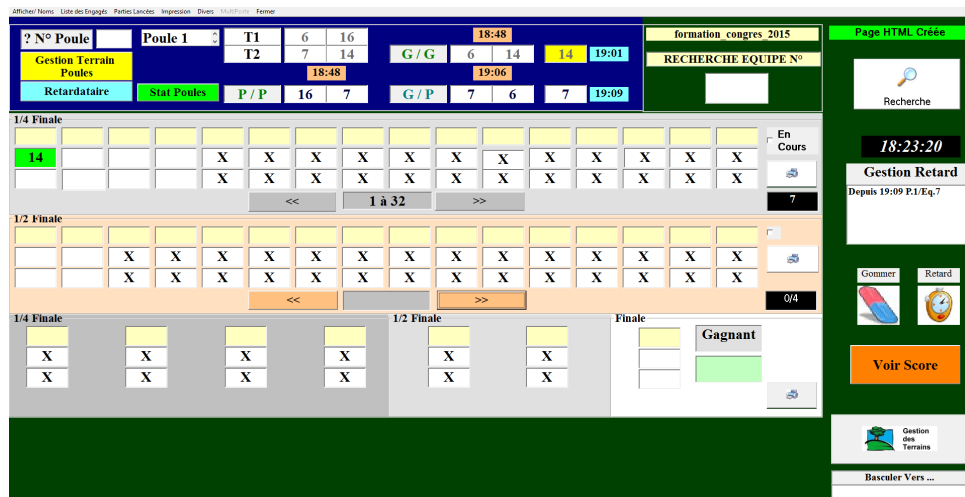 Afficher/ Noms Liste des Engagés Parties Lancées Impression Divers MultiPoste Fermer
? N° Poule Poule 1 T1 6 16 18:48 formation_congres_2015 Page HTML Créée
T2 7 14 G / G 6 14 14 19:01
Gestion Terrain Poules 18:48 19:06 RECHERCHE EQUIPE N°
Retardataire Stat Poules P / P 16 7 G / P 7 6 7 19:09
Recherche
1/4 Finale
En Cours
14 X X X X X X X X X X X X
X X X X X X X X X X X X
<< 1 à 32 >> 7
18:23:20
Gestion Retard
Depuis 19:09 P.1/Eq.7
1/2 Finale
X X X X X X X X X X X X X X
X X X X X X X X X X X X X X
<< >> 0/4
Gommer Retard
1/4 Finale 1/2 Finale Finale
Gagnant
X X X X X X
X X X X X X
Voir Score
Gestion des Terrains
Basculer Vers ...